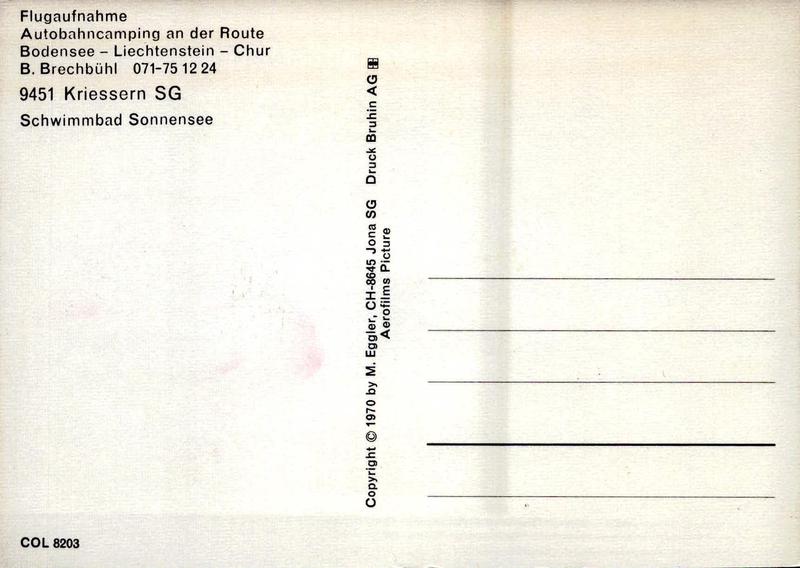 Flugaufnahme
Autobahncamping an der Route
Bodensee – Liechtenstein – Chur
B. Brechbühl 071-75 12 24
9451 Kriessern SG
Schwimmbad Sonnensee
Copyright © 1970 by M. Eggler, CH-8645 Jona SG Druck Bruhin AG
Aerofilms Picture
COL 8203